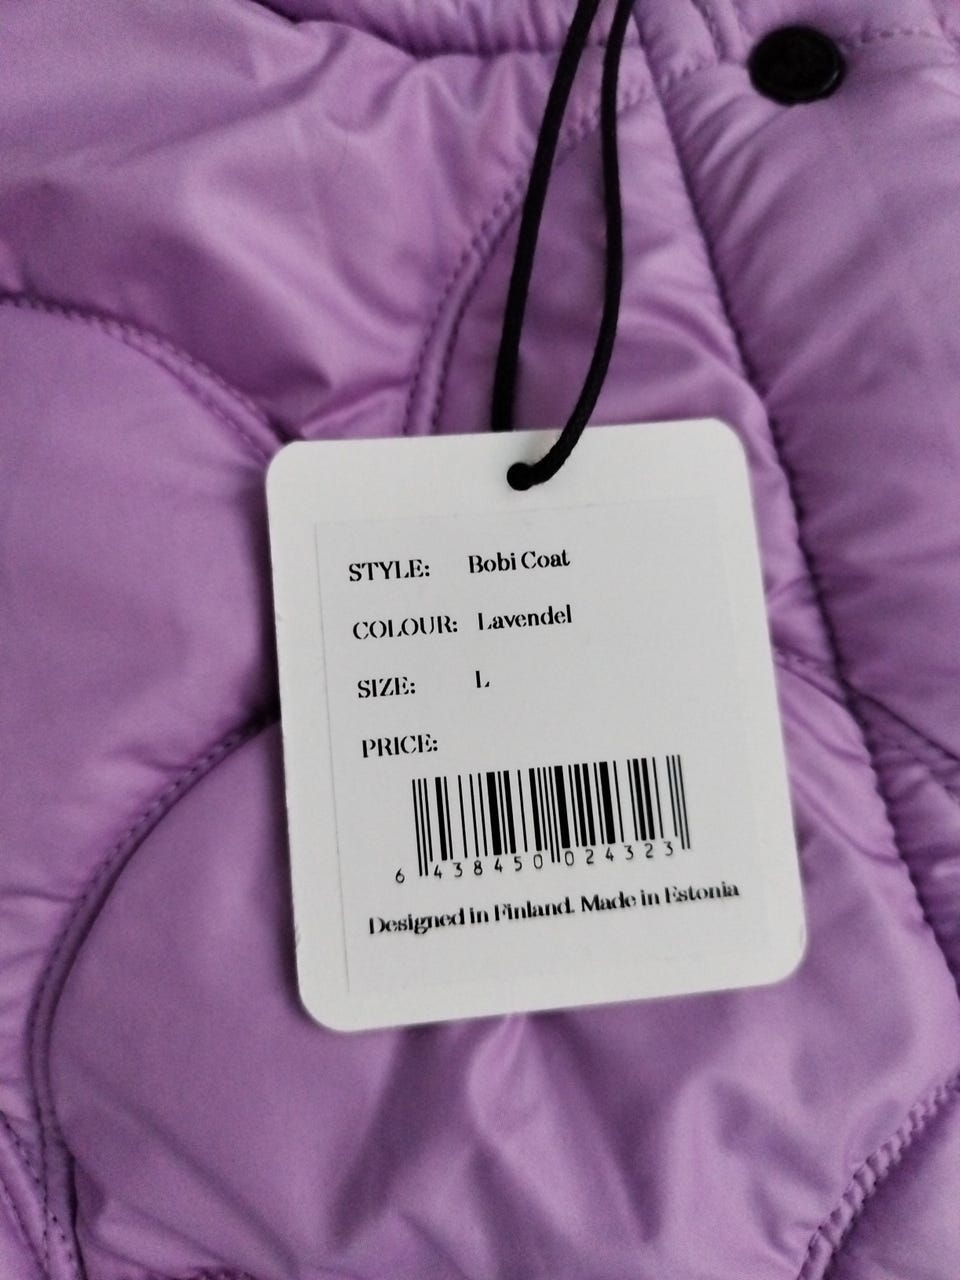 STYLE: Bobi Coat
COLOUR: Lavendel
SIZE: L
PRICE:
6 438450 024323
Designed in Finland. Made in Estonia